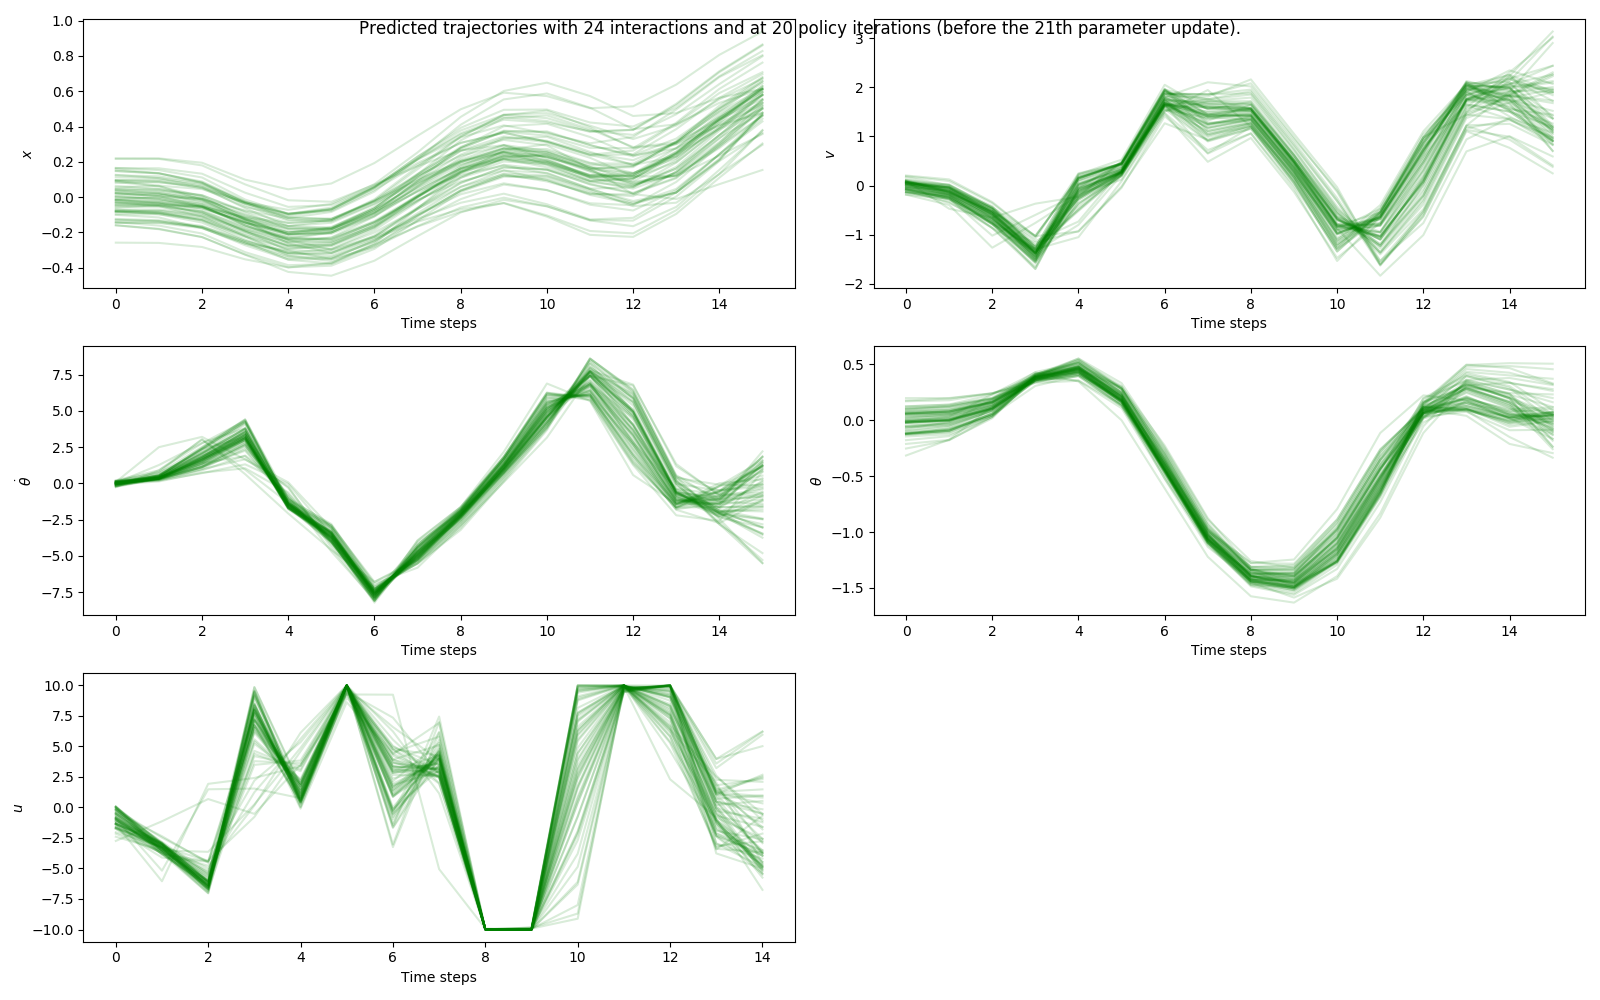 Predicted trajectories with 24 interactions and at 20 policy iterations (before the 21th parameter update).
1.0
0.8
0.6
0.4
0.2
0.0
−0.2
−0.4
x
0 2 4 6 8 10 12 14
Time steps
3
2
1
0
−1
−2
v
0 2 4 6 8 10 12 14
Time steps
7.5
5.0
2.5
0.0
−2.5
−5.0
−7.5
θ̇
0 2 4 6 8 10 12 14
Time steps
0.5
0.0
−0.5
−1.0
−1.5
θ
0 2 4 6 8 10 12 14
Time steps
10.0
7.5
5.0
2.5
0.0
−2.5
−5.0
−7.5
−10.0
u
0 2 4 6 8 10 12 14
Time steps